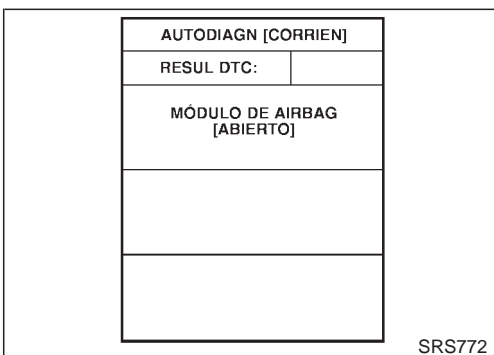 AUTODIAGN [CORRIEN]
RESUL DTC:
MÓDULO DE AIRBAG
[ABIERTO]
SRS772